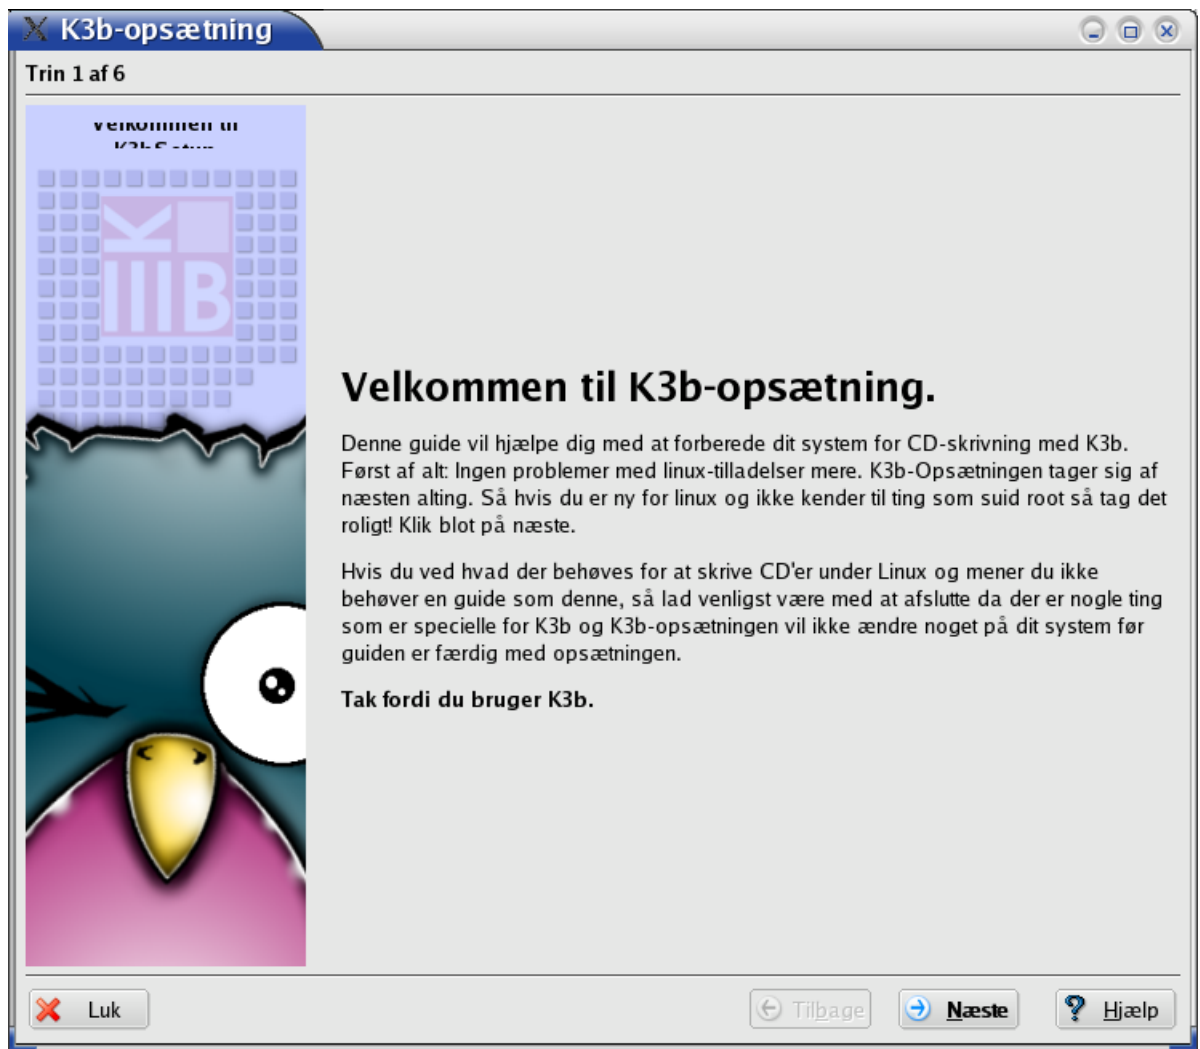 K3b-opsætning
Trin 1 af 6
Velkommen til
K3bSetup
K
IIIB
Velkommen til K3b-opsætning.
Denne guide vil hjælpe dig med at forberede dit system for CD-skrivning med K3b.
Først af alt: Ingen problemer med linux-tilladelser mere. K3b-Opsætningen tager sig af
næsten alting. Så hvis du er ny for linux og ikke kender til ting som suid root så tag det
roligt! Klik blot på næste.
Hvis du ved hvad der behøves for at skrive CD'er under Linux og mener du ikke
behøver en guide som denne, så lad venligst være med at afslutte da der er nogle ting
som er specielle for K3b og K3b-opsætningen vil ikke ændre noget på dit system før
guiden er færdig med opsætningen.
Tak fordi du bruger K3b.
Luk
Tilbage
Næste
Hjælp